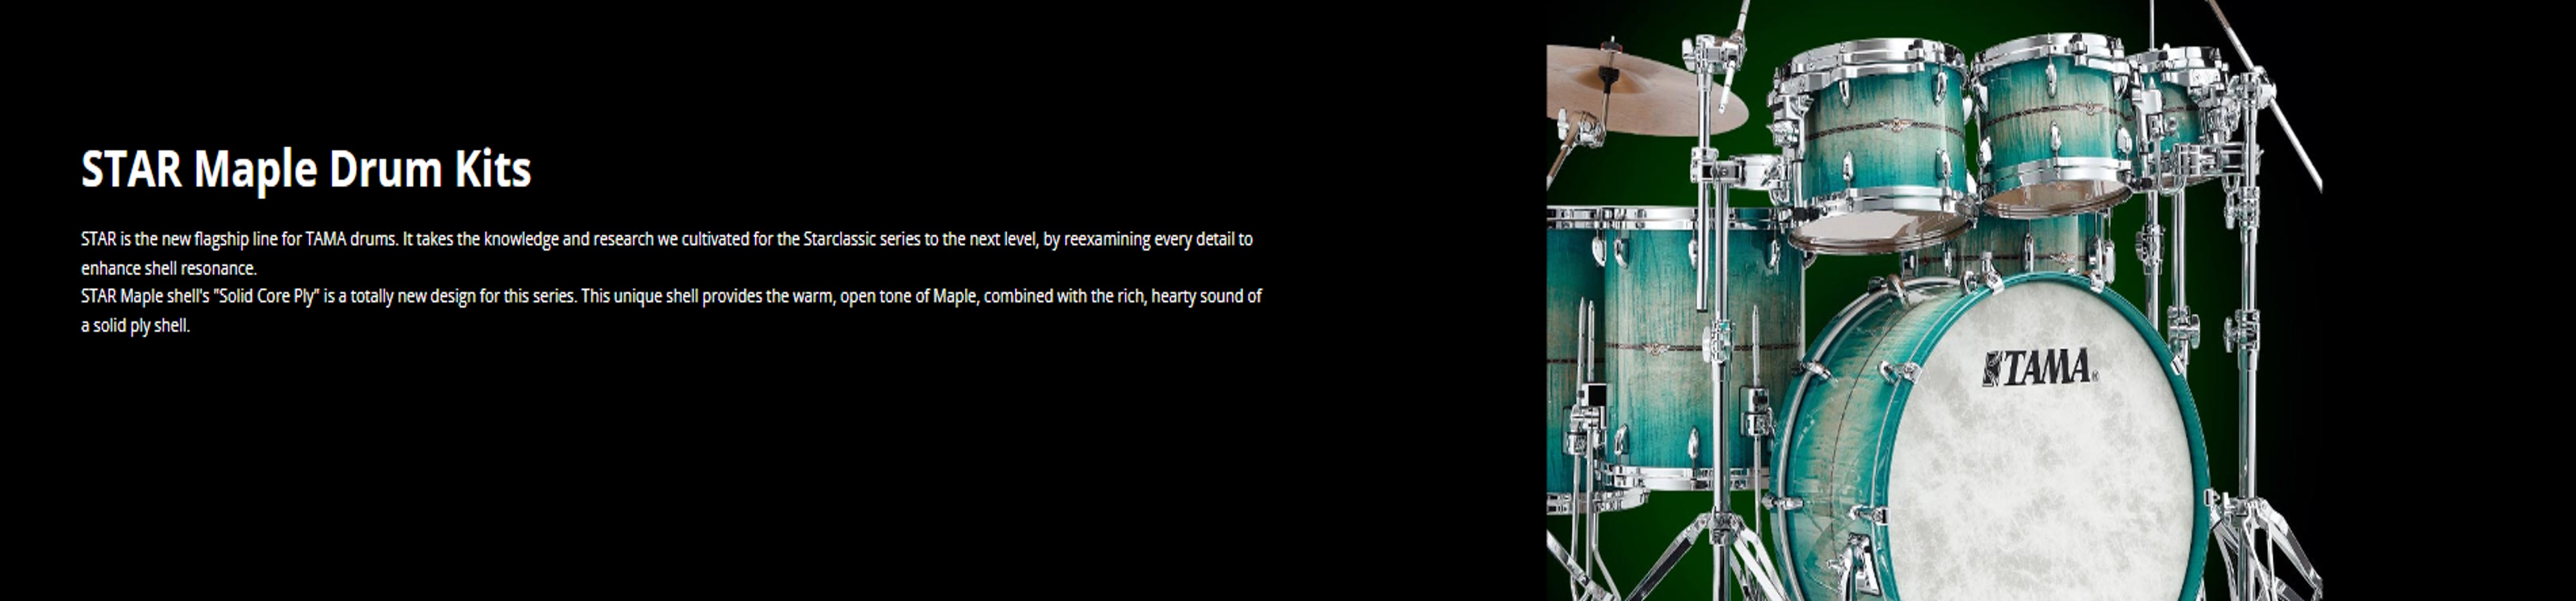 STAR Maple Drum Kits
STAR is the new flagship line for TAMA drums. It takes the knowledge and research we cultivated for the Starclassic series to the next level, by reexamining every detail to
enhance shell resonance.
STAR Maple shell's "Solid Core Ply" is a totally new design for this series. This unique shell provides the warm, open tone of Maple, combined with the rich, hearty sound of
a solid ply shell.
TAMA®